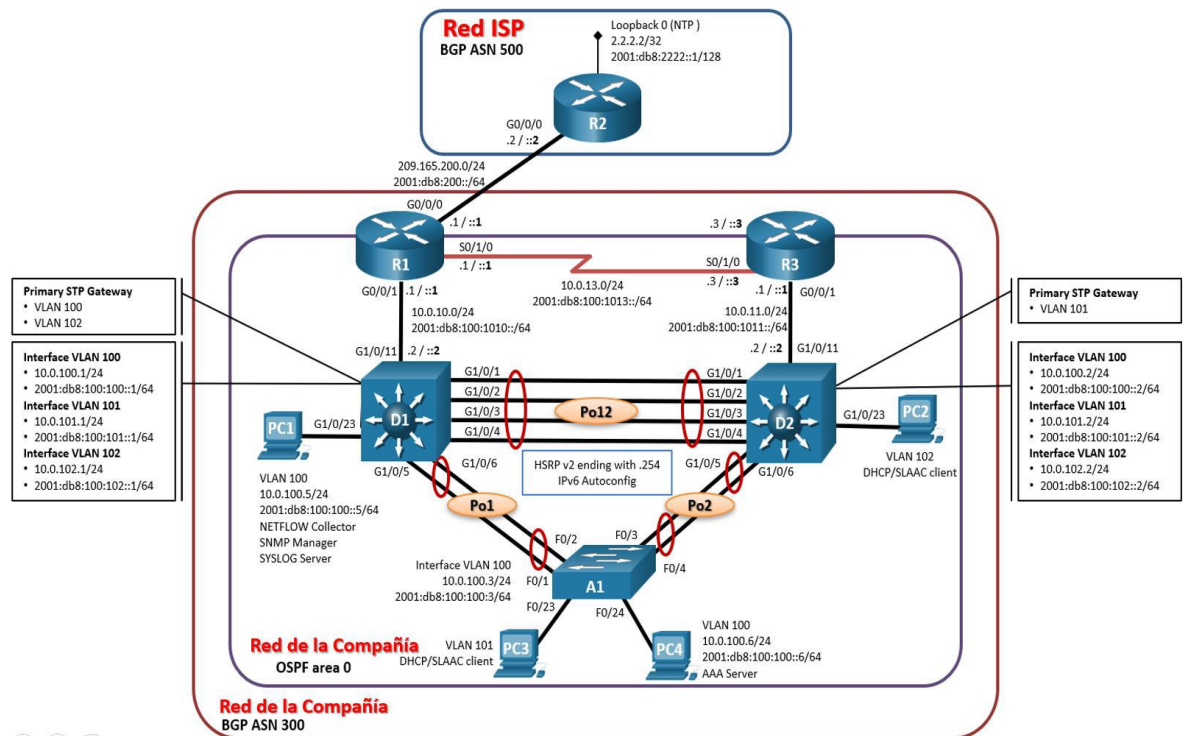 Red ISP
BGP ASN 500
Loopback 0 (NTP )
2.2.2.2/32
2001:db8:2222::1/128
R2
G0/0/0
.2 / ::2
209.165.200.0/24
2001:db8:200::/64
G0/0/0
.1 / ::1
R1
S0/1/0
.1 / ::1
G0/0/1
.1 / ::1
10.0.13.0/24
2001:db8:100:1013::/64
.3 / ::3
S0/1/0
.3 / ::3
R3
.1 / ::1
G0/0/1
10.0.10.0/24
2001:db8:100:1010::/64
10.0.11.0/24
2001:db8:100:1011::/64
G1/0/11
.2 / ::2
.2 / ::2
G1/0/11
Primary STP Gateway
• VLAN 100
• VLAN 102
Interface VLAN 100
• 10.0.100.1/24
• 2001:db8:100:100::1/64
Interface VLAN 101
• 10.0.101.1/24
• 2001:db8:100:101::1/64
Interface VLAN 102
• 10.0.102.1/24
• 2001:db8:100:102::1/64
Primary STP Gateway
• VLAN 101
Interface VLAN 100
• 10.0.100.2/24
• 2001:db8:100:100::2/64
Interface VLAN 101
• 10.0.101.2/24
• 2001:db8:100:101::2/64
Interface VLAN 102
• 10.0.102.2/24
• 2001:db8:100:102::2/64
D1
G1/0/1
G1/0/2
G1/0/3
G1/0/4
Po12
G1/0/1
G1/0/2
G1/0/3
G1/0/4
D2
PC1
G1/0/23
VLAN 100
10.0.100.5/24
2001:db8:100:100::5/64
NETFLOW Collector
SNMP Manager
SYSLOG Server
G1/0/23
PC2
VLAN 102
DHCP/SLAAC client
G1/0/5
G1/0/6
HSRP v2 ending with .254
IPv6 Autoconfig
G1/0/5
G1/0/6
Po1
Po2
F0/2
F0/1
F0/3
F0/4
Interface VLAN 100
10.0.100.3/24
2001:db8:100:100:3/64
A1
F0/23
F0/24
VLAN 101
DHCP/SLAAC client
PC3
PC4
VLAN 100
10.0.100.6/24
2001:db8:100:100::6/64
AAA Server
Red de la Compañía
OSPF area 0
Red de la Compañía
BGP ASN 300